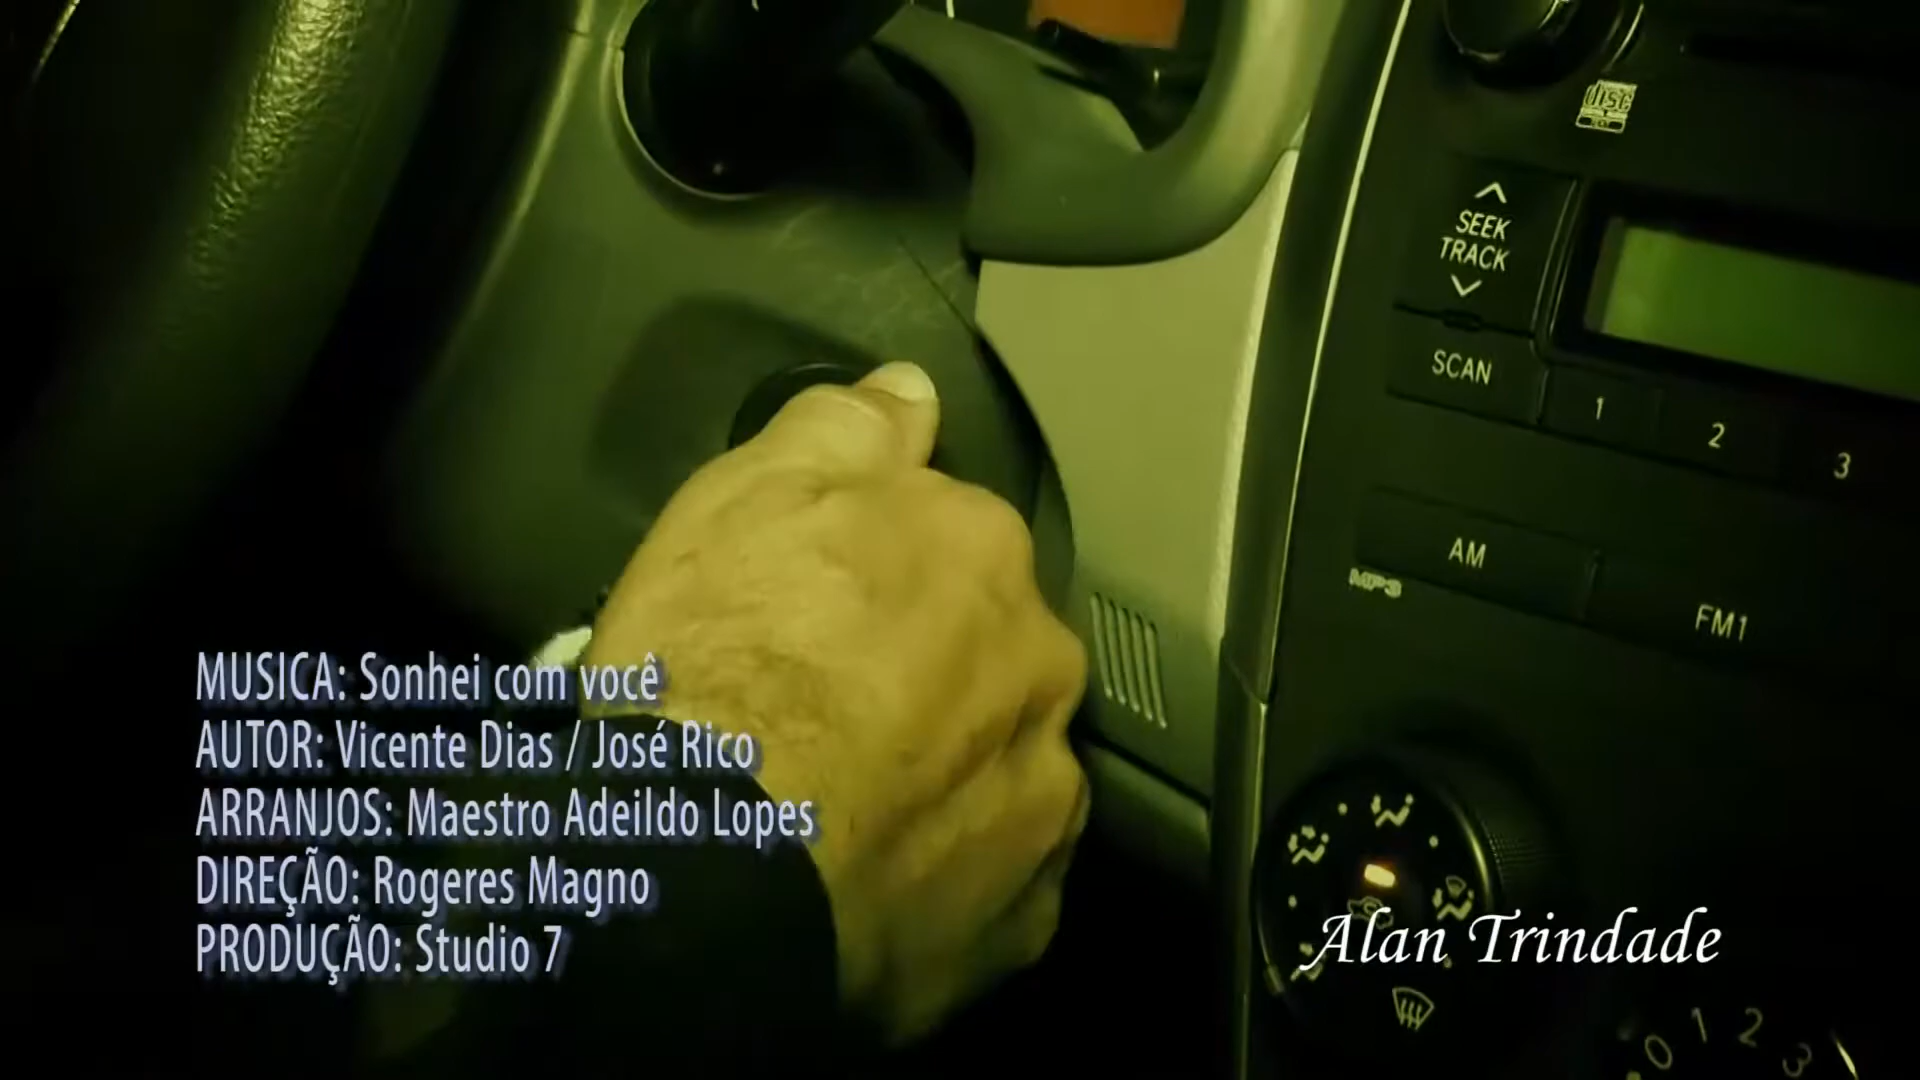 disc
SEEK
TRACK
SCAN
1
2
3
AM
MP3
FM1
MUSICA: Sonhei com você
AUTOR: Vicente Dias / José Rico
ARRANJOS: Maestro Adeildo Lopes
DIREÇÃO: Rogeres Magno
PRODUÇÃO: Studio 7
Alan Trindade
0 1 2 3